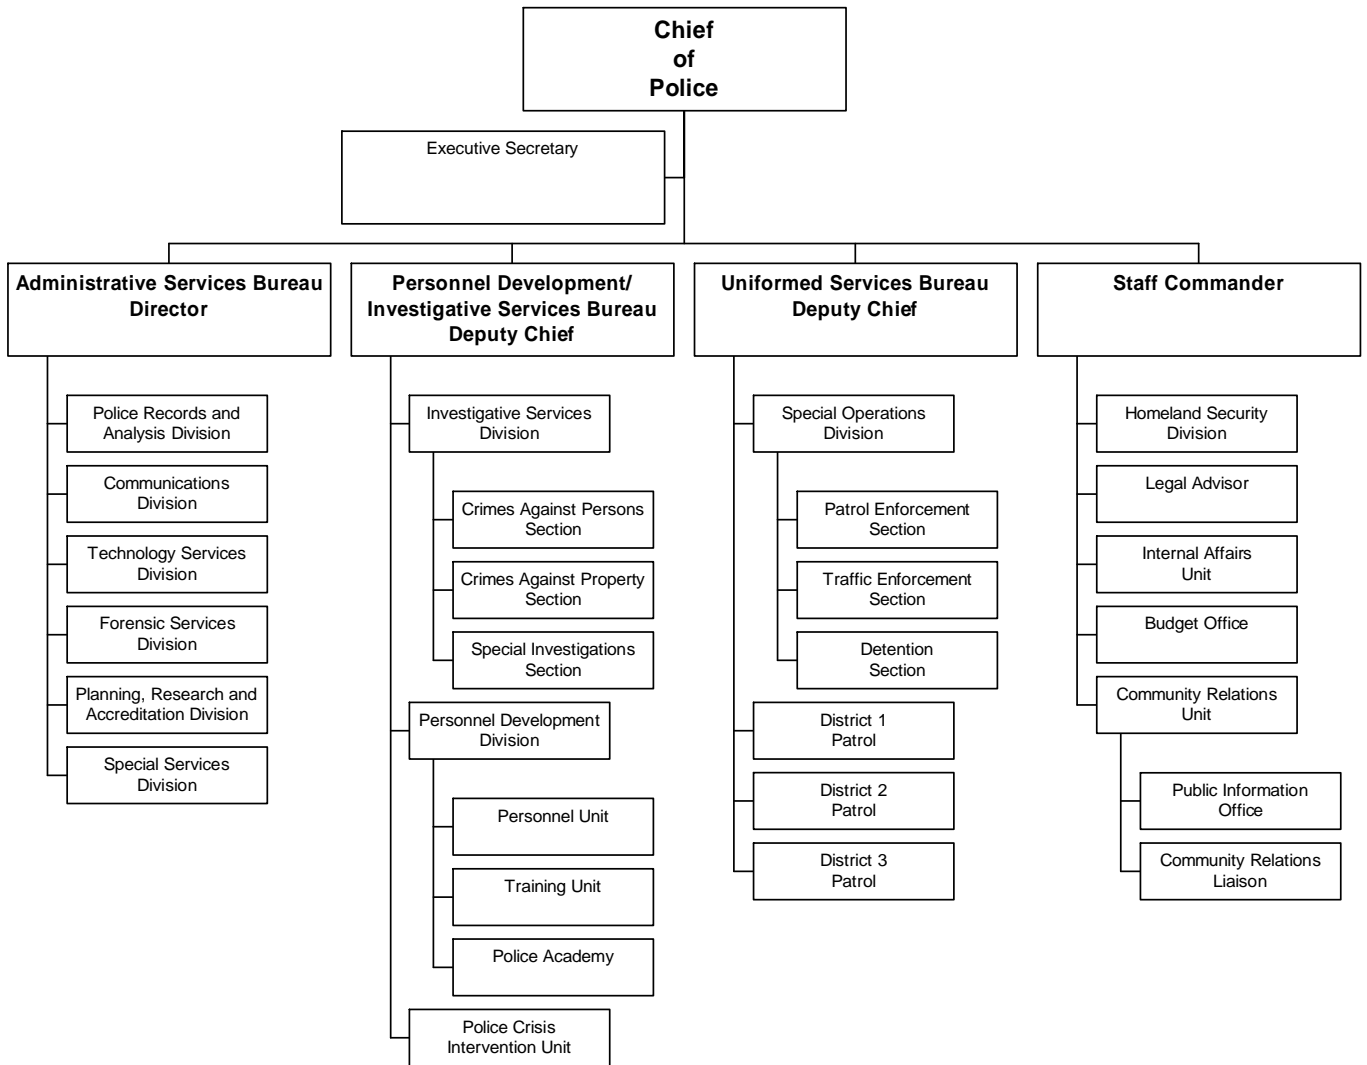 Chief
of
Police
Executive Secretary
Administrative Services Bureau
Director
Personnel Development/
Investigative Services Bureau
Deputy Chief
Uniformed Services Bureau
Deputy Chief
Staff Commander
Police Records and
Analysis Division
Communications
Division
Technology Services
Division
Forensic Services
Division
Planning, Research and
Accreditation Division
Special Services
Division
Investigative Services
Division
Crimes Against Persons
Section
Crimes Against Property
Section
Special Investigations
Section
Personnel Development
Division
Personnel Unit
Training Unit
Police Academy
Police Crisis
Intervention Unit
Special Operations
Division
Patrol Enforcement
Section
Traffic Enforcement
Section
Detention
Section
District 1
Patrol
District 2
Patrol
District 3
Patrol
Homeland Security
Division
Legal Advisor
Internal Affairs
Unit
Budget Office
Community Relations
Unit
Public Information
Office
Community Relations
Liaison